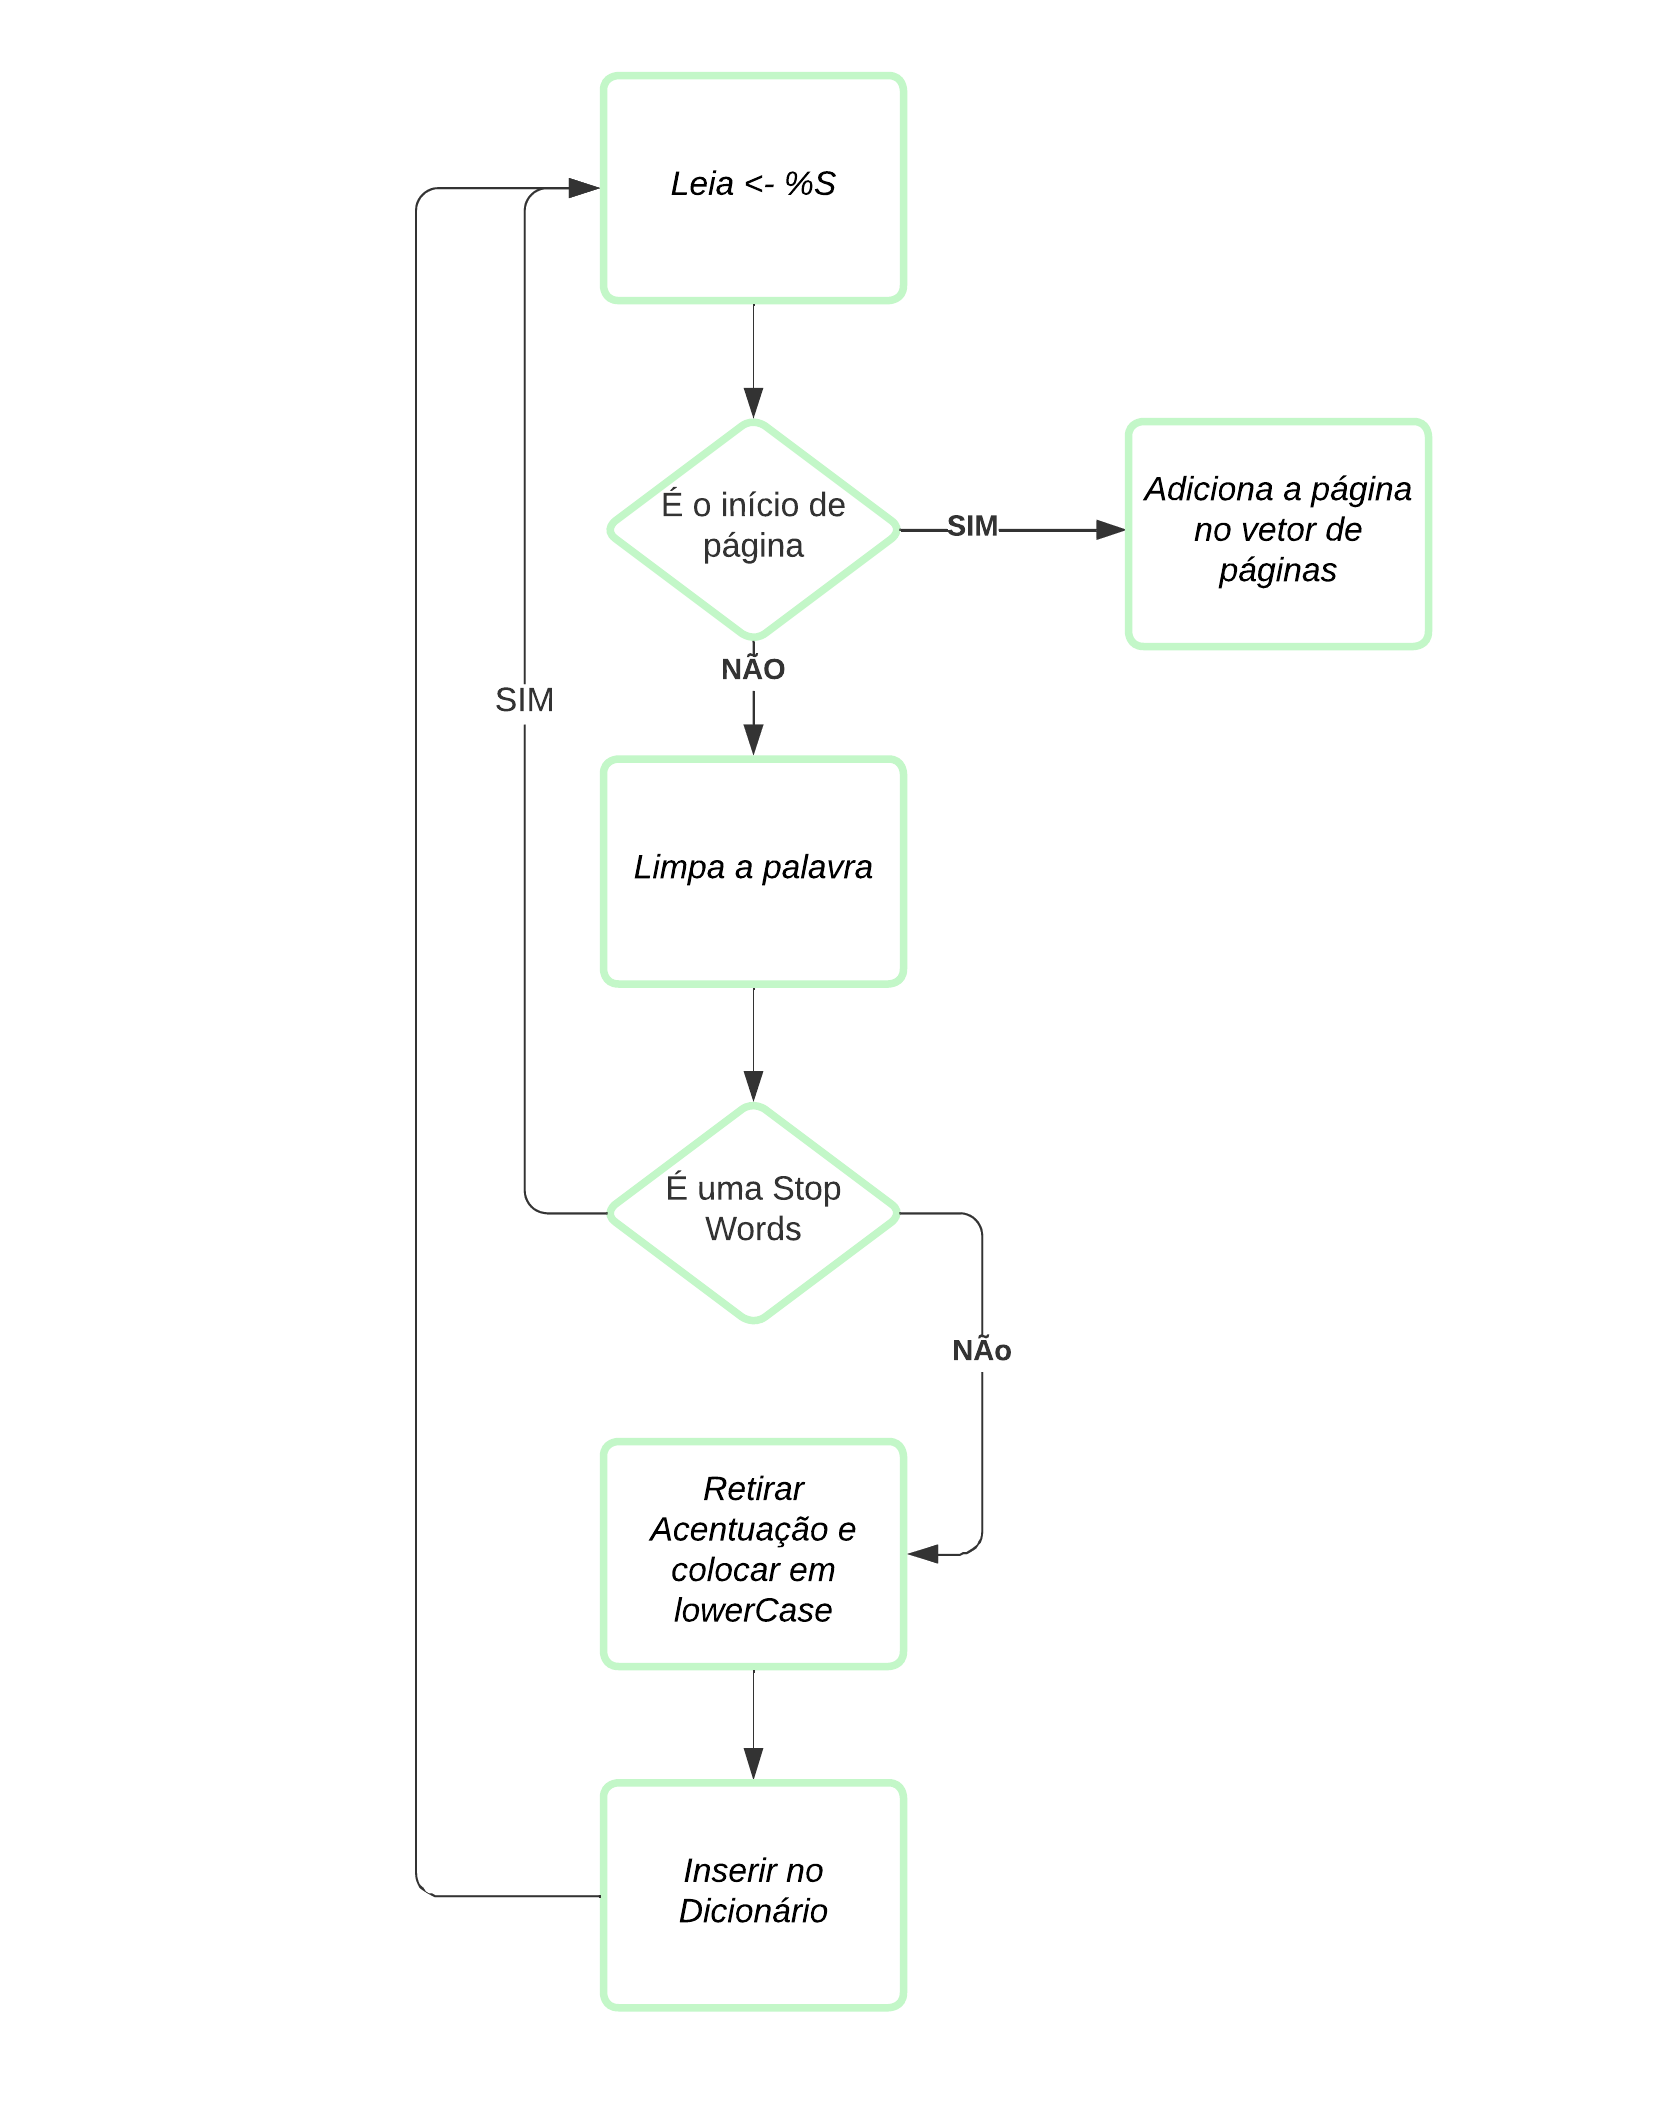 Leia <- %S
É o início de
página
SIM
Adiciona a página
no vetor de
páginas
NÃO
SIM
Limpa a palavra
É uma Stop
Words
NÃo
Retirar
Acentuação e
colocar em
lowerCase
Inserir no
Dicionário